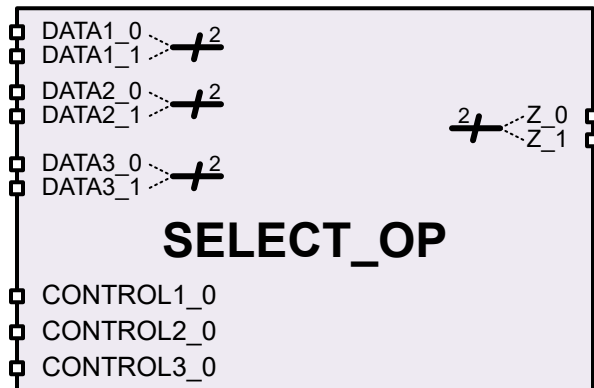 DATA1_0
DATA1_1
2
DATA2_0
DATA2_1
2
2
Z_0
Z_1
DATA3_0
DATA3_1
2
SELECT_OP
CONTROL1_0
CONTROL2_0
CONTROL3_0